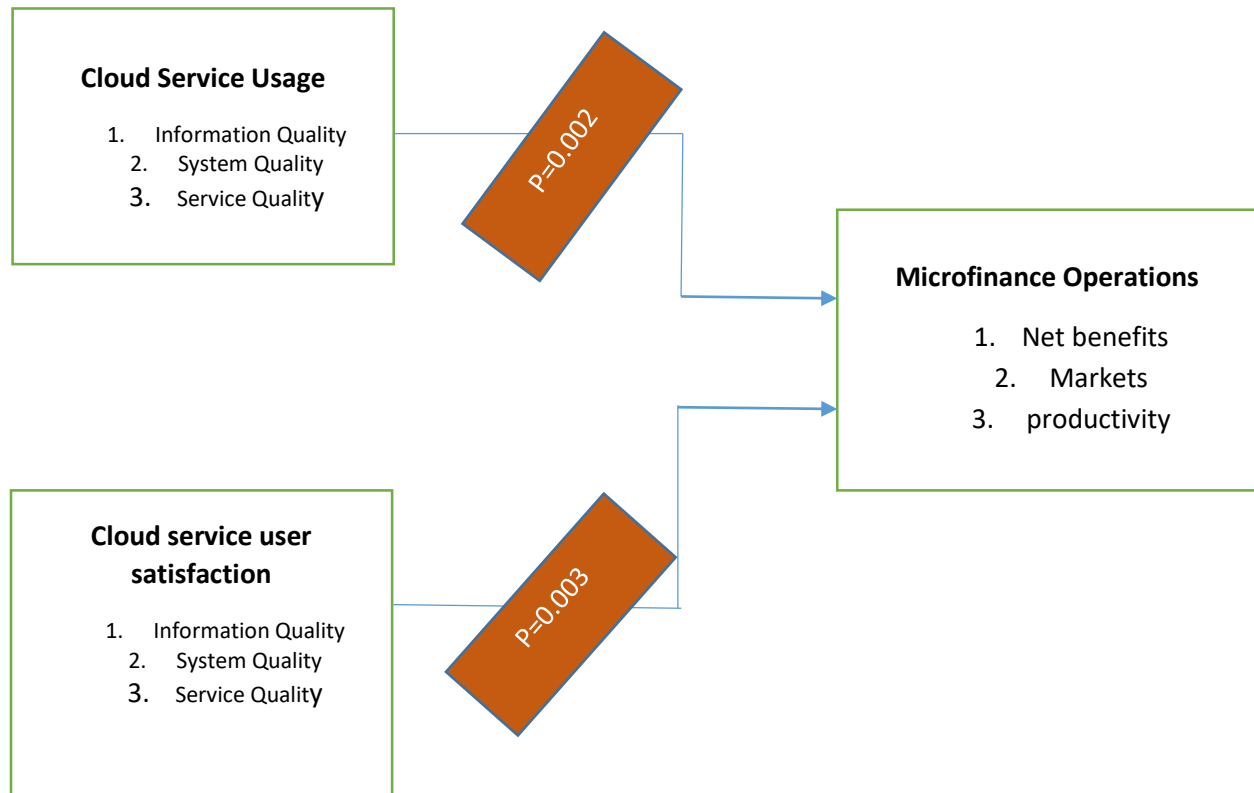 Cloud Service Usage
1. Information Quality
2. System Quality
3. Service Quality
P=0.002
Microfinance Operations
1. Net benefits
2. Markets
3. productivity
Cloud service user
satisfaction
1. Information Quality
2. System Quality
3. Service Quality
P=0.003